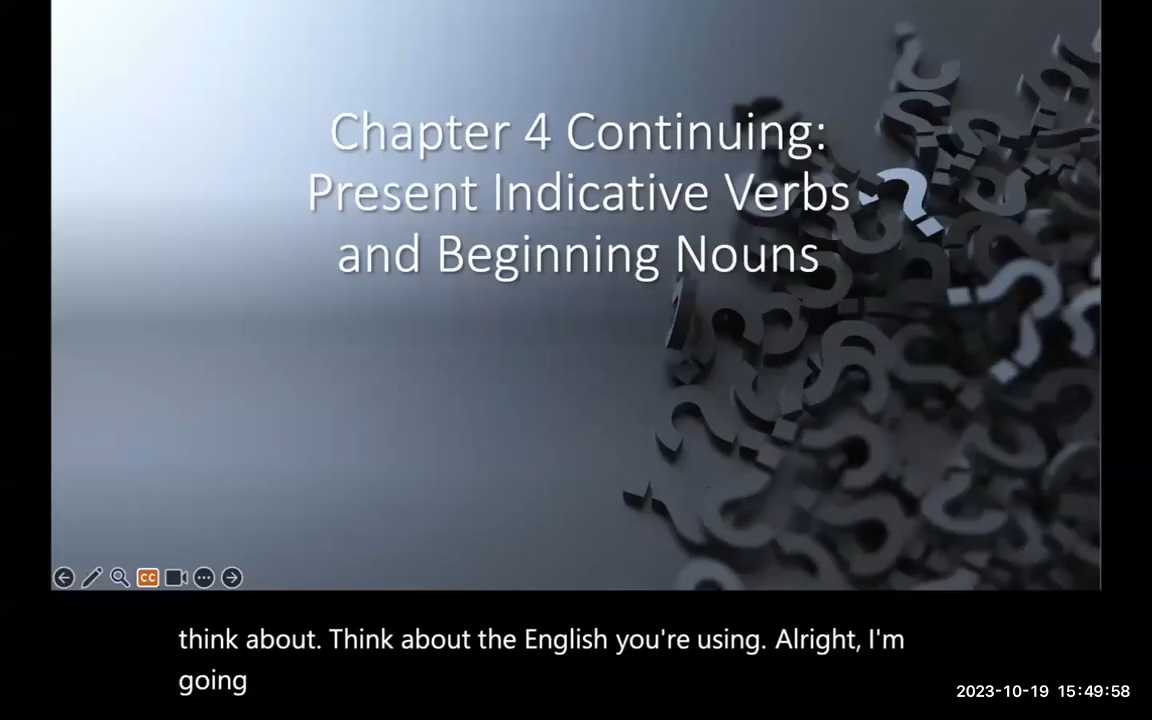 Chapter 4 Continuing:
Present Indicative Verbs
and Beginning Nouns
CC
think about. Think about the English you're using. Alright, I'm
going
2023-10-19 15:49:58